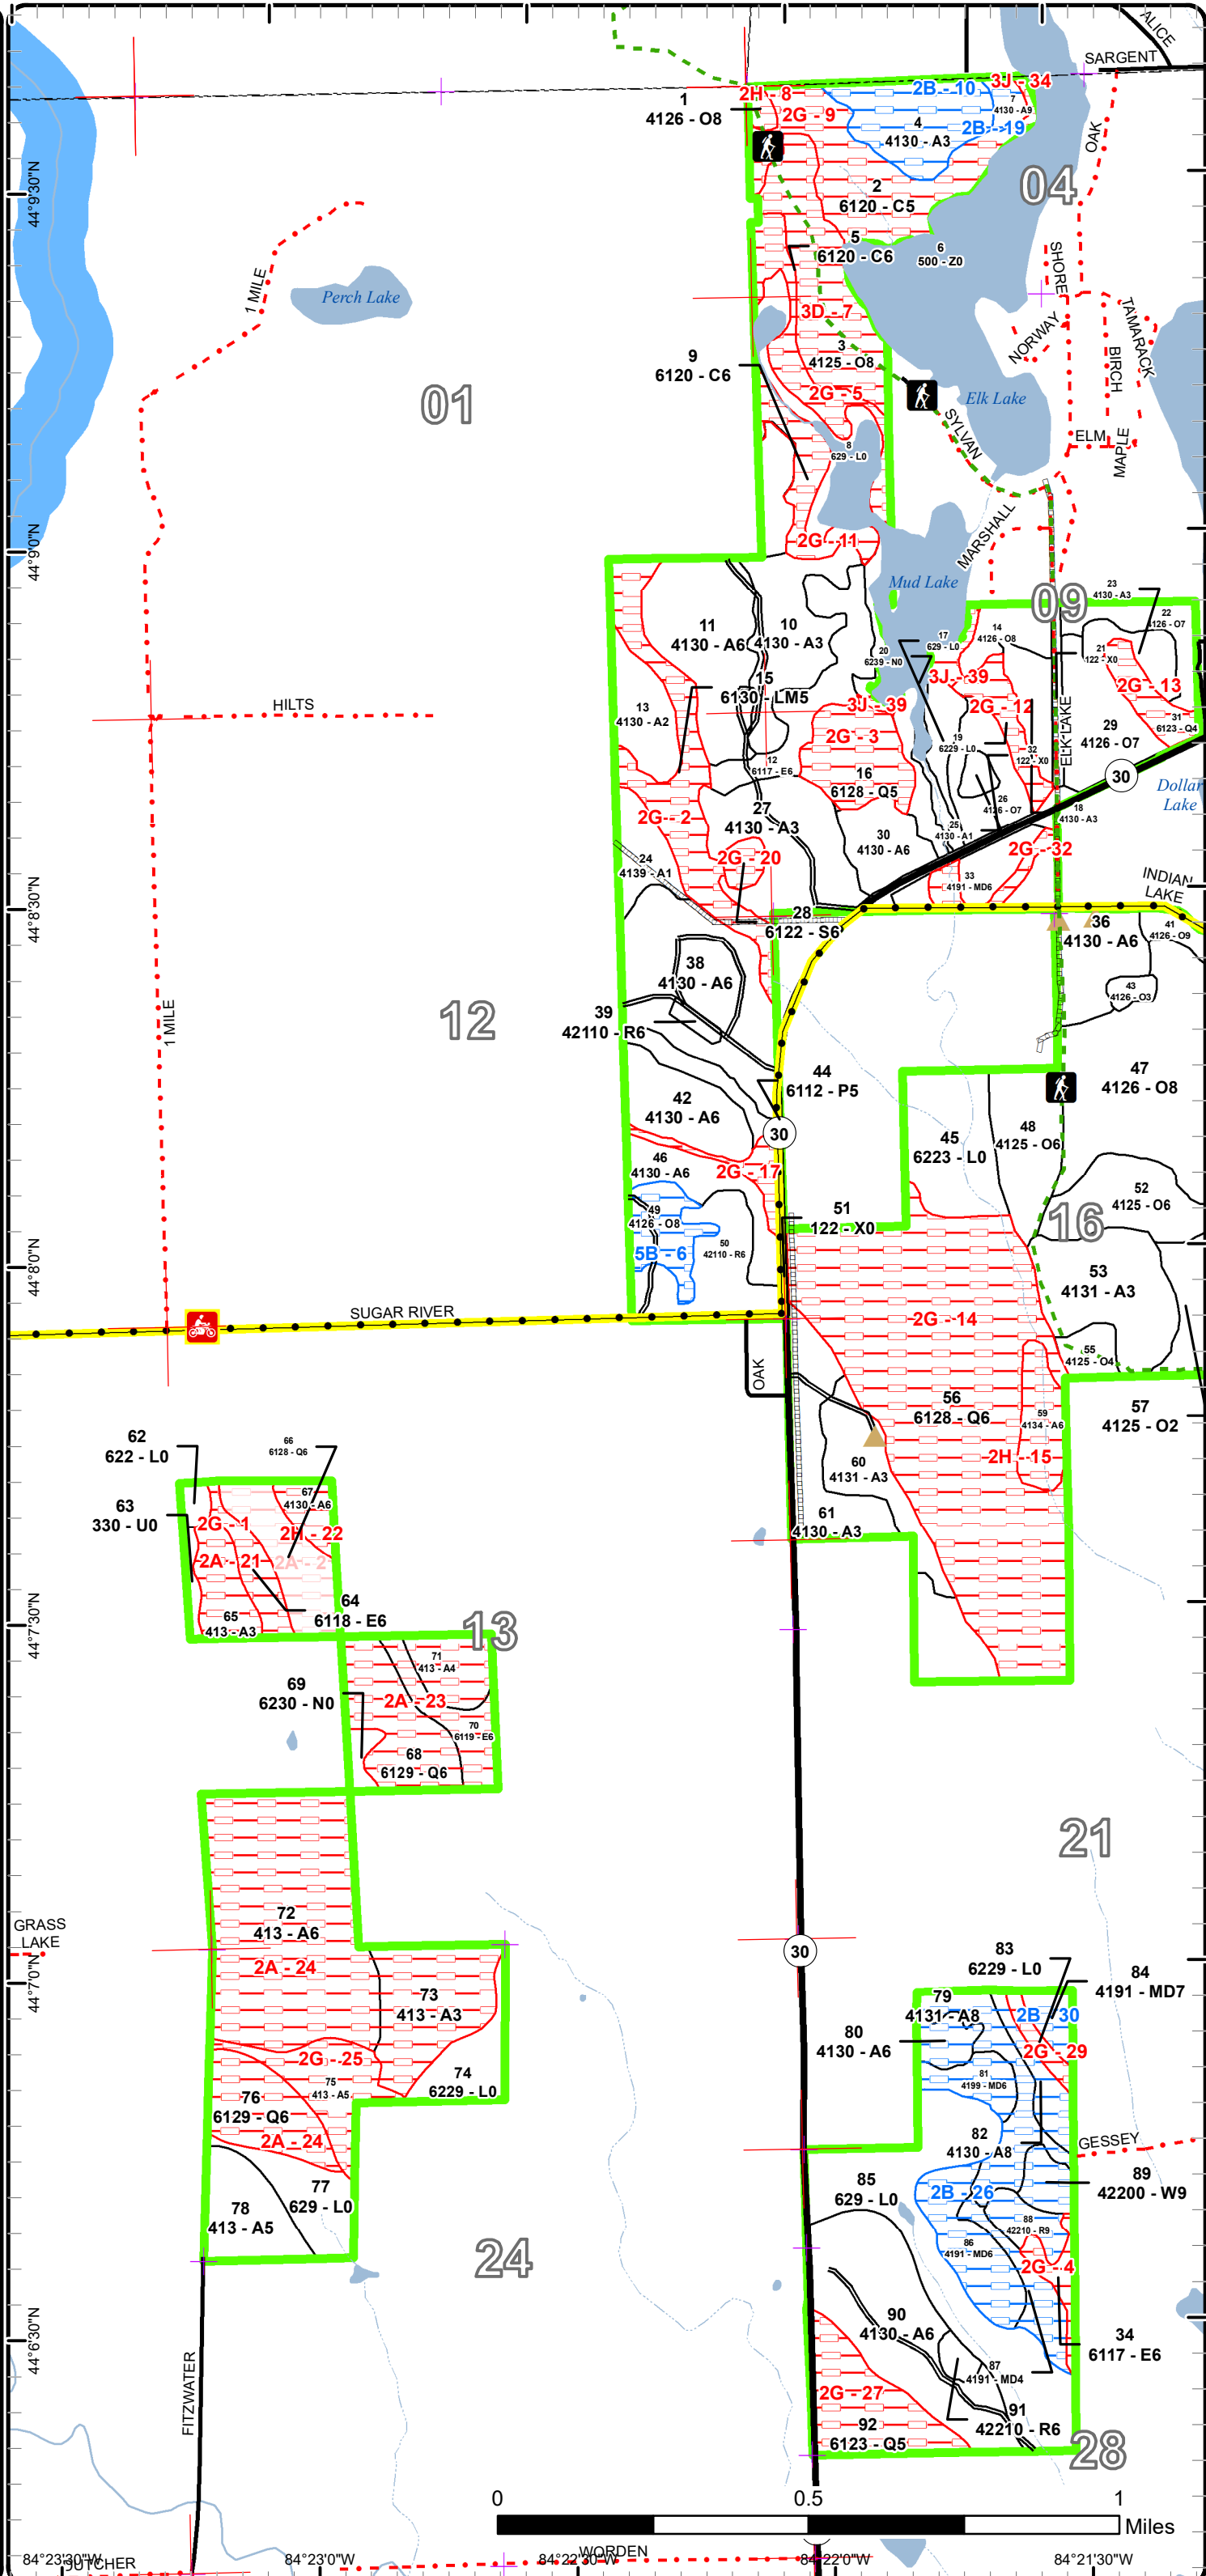 ALICE
SARGENT
1
4126 - O8
2H - 8
2G - 9
2B - 10
3J - 34
7
4130 - A9
4
4130 - A3
2B - 19
OAK
04
44°9'30"N
2
6120 - C5
5
6120 - C6
6
500 - Z0
SHORE
1 MILE
Perch Lake
3D - 7
NORWAY
TAMARACK
BIRCH
9
6120 - C6
3
4125 - O8
2G - 5
01
Elk Lake
SYLVAN
ELM
MAPLE
8
629 - L0
2G - 11
MARSHALL
44°9'0"N
Mud Lake
09
23
4130 - A3
22
4126 - O7
11
4130 - A6
10
4130 - A3
17
629 - L0
14
4126 - O8
20
6239 - N0
21
122 - X0
15
6130 - LM5
3J - 39
2G - 13
HILTS
13
4130 - A2
3J - 39
2G - 12
31
6123 - Q4
2G - 3
19
6229 - L0
32
122 - X0
ELK LAKE
29
4126 - O7
12
6117 - E6
16
6128 - Q5
30
Dollar
Lake
26
4126 - O7
18
4130 - A3
2G - 2
27
4130 - A3
25
4130 - A1
30
4130 - A6
2G - 32
24
4139 - A1
2G - 20
33
4191 - MD6
INDIAN
LAKE
44°8'30"N
28
6122 - S6
36
4130 - A6
41
4126 - O9
38
4130 - A6
43
4126 - O3
39
42110 - R6
12
1 MILE
44
6112 - P5
47
4126 - O8
42
4130 - A6
30
45
6223 - L0
48
4125 - O6
46
4130 - A6
2G - 17
52
4125 - O6
49
4126 - O8
51
122 - X0
16
5B - 6
50
42110 - R6
44°8'0"N
53
4131 - A3
SUGAR RIVER
2G - 14
55
4125 - O4
OAK
56
6128 - Q6
57
4125 - O2
59
4134 - A6
62
622 - L0
66
6128 - Q6
2H - 15
60
4131 - A3
67
4130 - A6
63
330 - U0
2G - 1
2H - 22
61
4130 - A3
2A - 21
2A - 2
64
6118 - E6
65
413 - A3
44°7'30"N
13
71
413 - A4
69
6230 - N0
2A - 23
70
6119 - E6
68
6129 - Q6
21
72
413 - A6
GRASS
LAKE
2A - 24
30
83
6229 - L0
84
4191 - MD7
44°7'0"N
73
413 - A3
79
4131 - A8
2B - 30
80
4130 - A6
2G - 29
2G - 25
74
6229 - L0
75
413 - A5
81
4199 - MD6
76
6129 - Q6
82
4130 - A8
GESSEY
2A - 24
85
629 - L0
89
42200 - W9
77
629 - L0
2B - 26
78
413 - A5
88
42210 - R9
86
4191 - MD6
24
2G - 4
90
4130 - A6
34
6117 - E6
44°6'30"N
87
4191 - MD4
FITZWATER
2G - 27
91
42210 - R6
92
6123 - Q5
28
0 0.5 1
Miles
WORDEN
84°23'30"W 84°23'0"W 84°22'30"W 84°22'0"W 84°21'30"W